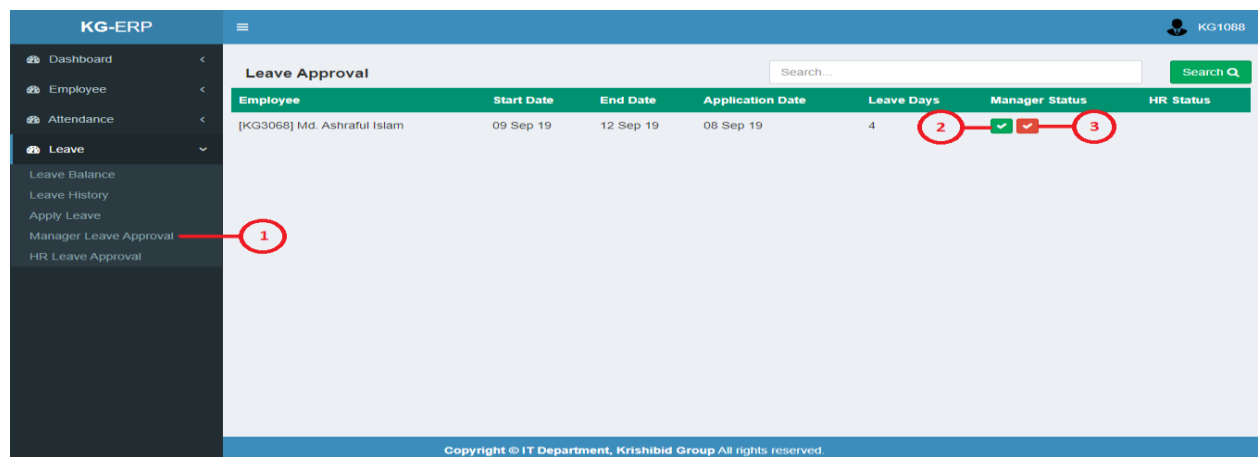 KG-ERP
KG1088
Dashboard
Employee
Attendance
Leave
Leave Balance
Leave History
Apply Leave
Manager Leave Approval
HR Leave Approval
1
Leave Approval
Search...
Search
Employee Start Date End Date Application Date Leave Days Manager Status HR Status
[KG3068] Md. Ashraful Islam 09 Sep 19 12 Sep 19 08 Sep 19 4 2 3
Copyright © IT Department, Krishibid Group All rights reserved.